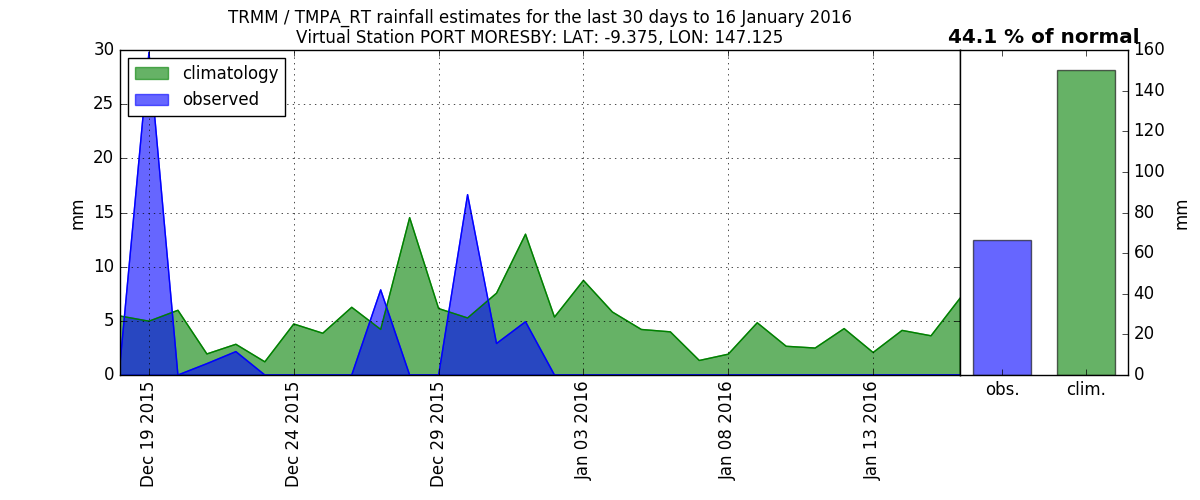 TRMM / TMPA_RT rainfall estimates for the last 30 days to 16 January 2016
Virtual Station PORT MORESBY: LAT: -9.375, LON: 147.125
44.1 % of normal
climatology
observed
30
25
20
15
10
5
0
mm
Dec 19 2015
Dec 24 2015
Dec 29 2015
Jan 03 2016
Jan 08 2016
Jan 13 2016
obs.
clim.
160
140
120
100
80
60
40
20
0
mm